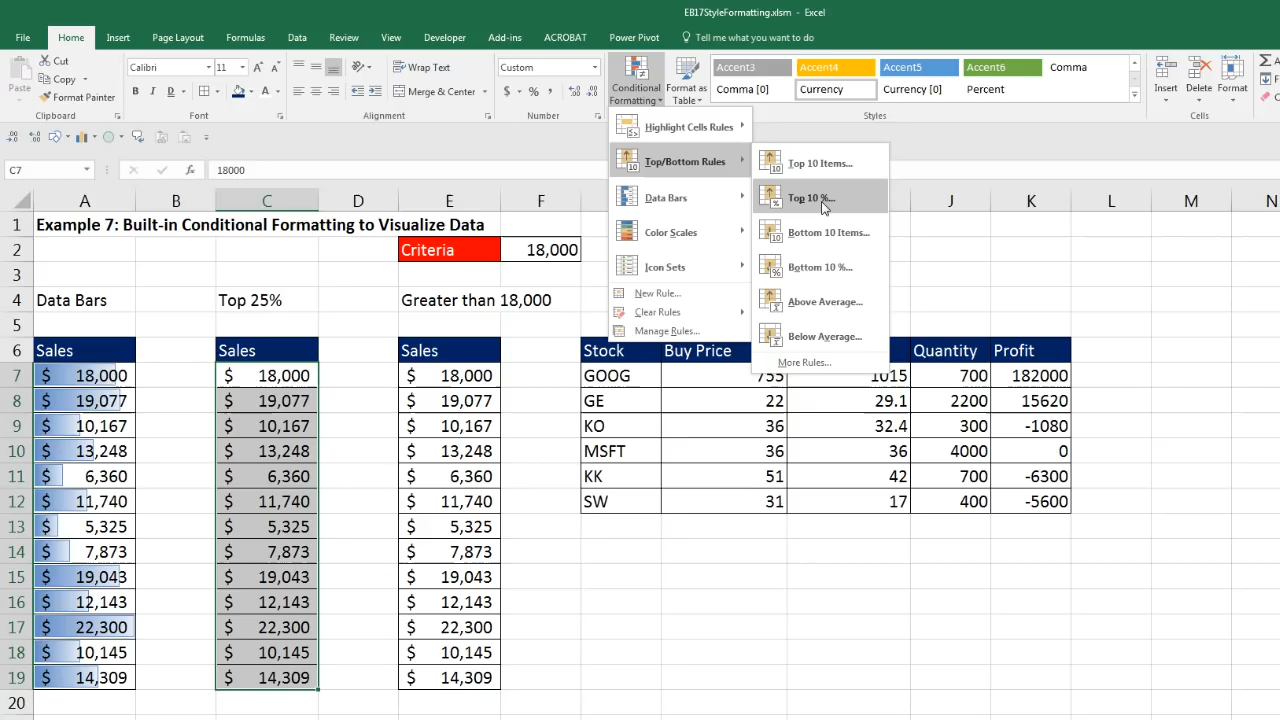 EB17StyleFormatting.xlsm - Excel
File Home Insert Page Layout Formulas Data Review View Developer Add-ins ACROBAT Power Pivot Tell me what you want to do
Paste
Cut
Copy
Format Painter
Clipboard
Calibri 11
B I U
Font
Wrap Text
Merge & Center
Alignment
Custom
$ % ,
Number
Conditional Formatting
Format as Table
Accent3 Accent4 Accent5 Accent6 Comma
Comma [0] Currency Currency [0] Percent
Styles
Insert Delete Format
Cells
Highlight Cells Rules
Top/Bottom Rules
Data Bars
Color Scales
Icon Sets
New Rule...
Clear Rules
Manage Rules...
Top 10 Items...
Top 10 %...
Bottom 10 Items...
Bottom 10 %...
Above Average...
Below Average...
More Rules...
C7 fx 18000
A B C D E F J K L M N
1 Example 7: Built-in Conditional Formatting to Visualize Data
2 Criteria 18,000
3
4 Data Bars Top 25% Greater than 18,000
5
6 Sales Sales Sales Stock Buy Price Quantity Profit
7 $ 18,000 $ 18,000 $ 18,000 GOOG 755 1015 700 182000
8 $ 19,077 $ 19,077 $ 19,077 GE 22 29.1 2200 15620
9 $ 10,167 $ 10,167 $ 10,167 KO 36 32.4 300 -1080
10 $ 13,248 $ 13,248 $ 13,248 MSFT 36 36 4000 0
11 $ 6,360 $ 6,360 $ 6,360 KK 51 42 700 -6300
12 $ 11,740 $ 11,740 $ 11,740 SW 31 17 400 -5600
13 $ 5,325 $ 5,325 $ 5,325
14 $ 7,873 $ 7,873 $ 7,873
15 $ 19,043 $ 19,043 $ 19,043
16 $ 12,143 $ 12,143 $ 12,143
17 $ 22,300 $ 22,300 $ 22,300
18 $ 10,145 $ 10,145 $ 10,145
19 $ 14,309 $ 14,309 $ 14,309
20